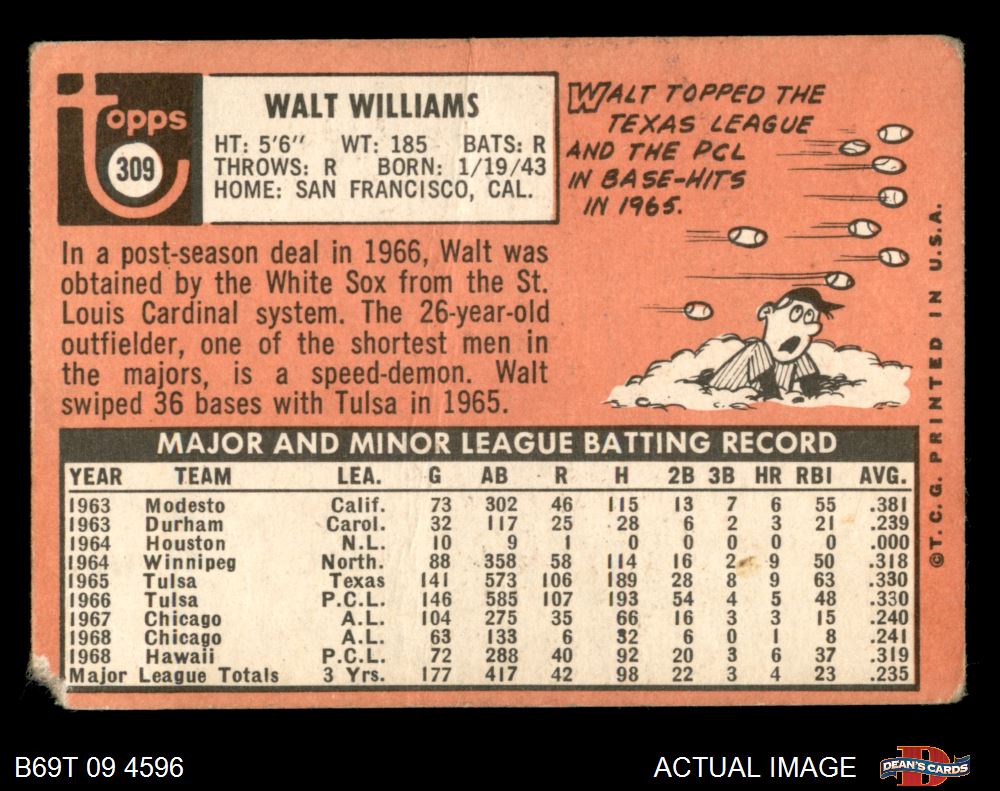 Topps
309
WALT WILLIAMS
HT: 5'6" WT: 185 BATS: R
THROWS: R BORN: 1/19/43
HOME: SAN FRANCISCO, CAL.
WALT TOPPED THE
TEXAS LEAGUE
AND THE PCL
IN BASE-HITS
IN 1965.
In a post-season deal in 1966, Walt was
obtained by the White Sox from the St.
Louis Cardinal system. The 26-year-old
outfielder, one of the shortest men in
the majors, is a speed-demon. Walt
swiped 36 bases with Tulsa in 1965.
MAJOR AND MINOR LEAGUE BATTING RECORD
YEAR TEAM LEA. G AB R H 2B 3B HR RBI AVG.
1963 Modesto Calif. 73 302 46 115 13 7 6 55 .381
1963 Durham Carol. 32 117 25 28 6 2 3 21 .239
1964 Houston N.L. 10 9 1 0 0 0 0 0 .000
1964 Winnipeg North. 88 358 58 114 16 2 9 50 .318
1965 Tulsa Texas 141 573 106 189 28 8 9 63 .330
1966 Tulsa P.C.L. 146 585 107 193 54 4 5 48 .330
1967 Chicago A.L. 104 275 35 66 16 3 3 15 .240
1968 Chicago A.L. 63 133 6 32 6 0 1 8 .241
1968 Hawaii P.C.L. 72 288 40 92 20 3 6 37 .319
Major League Totals 3 Yrs. 177 417 42 98 22 3 4 23 .235
©T.C.G. PRINTED IN U.S.A.
B69T 09 4596
ACTUAL IMAGE
D
DEAN'S CARDS